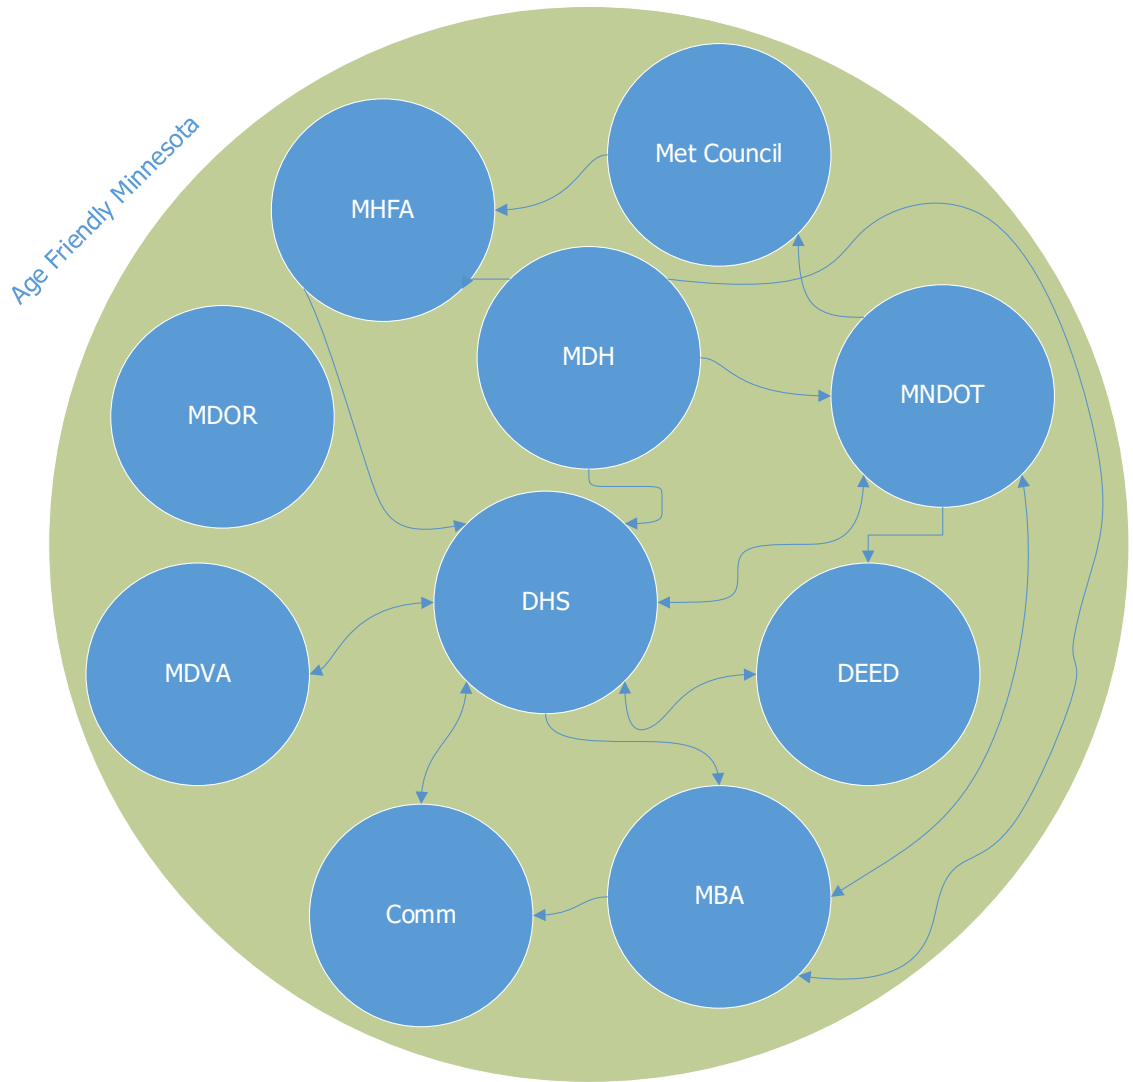 Age Friendly Minnesota
Met Council
MHFA
MDH
MNDOT
MDOR
DHS
MDVA
DEED
MBA
Comm